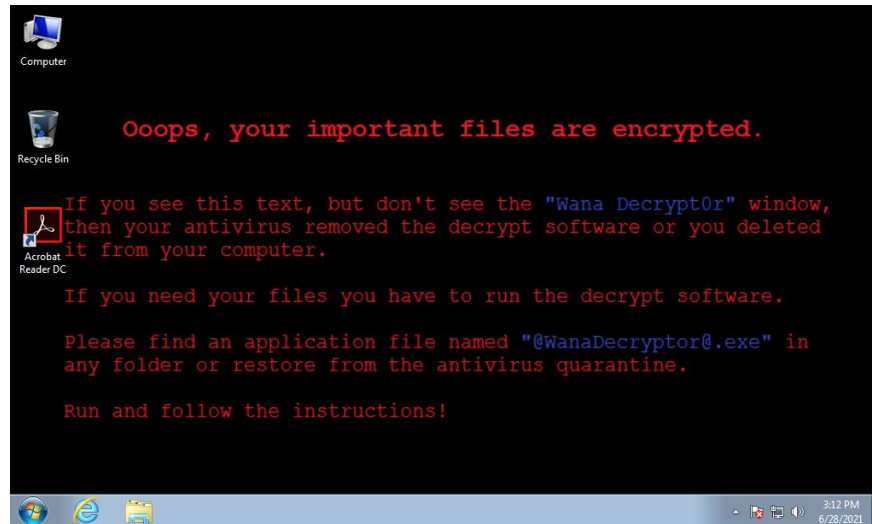 Computer
Recycle Bin
Ooops, your important files are encrypted.
If you see this text, but don't see the "Wana Decrypt0r" window,
then your antivirus removed the decrypt software or you deleted
it from your computer.
Acrobat
Reader DC
If you need your files you have to run the decrypt software.
Please find an application file named "@WanaDecryptor@.exe" in
any folder or restore from the antivirus quarantine.
Run and follow the instructions!
3:12 PM
6/28/2021